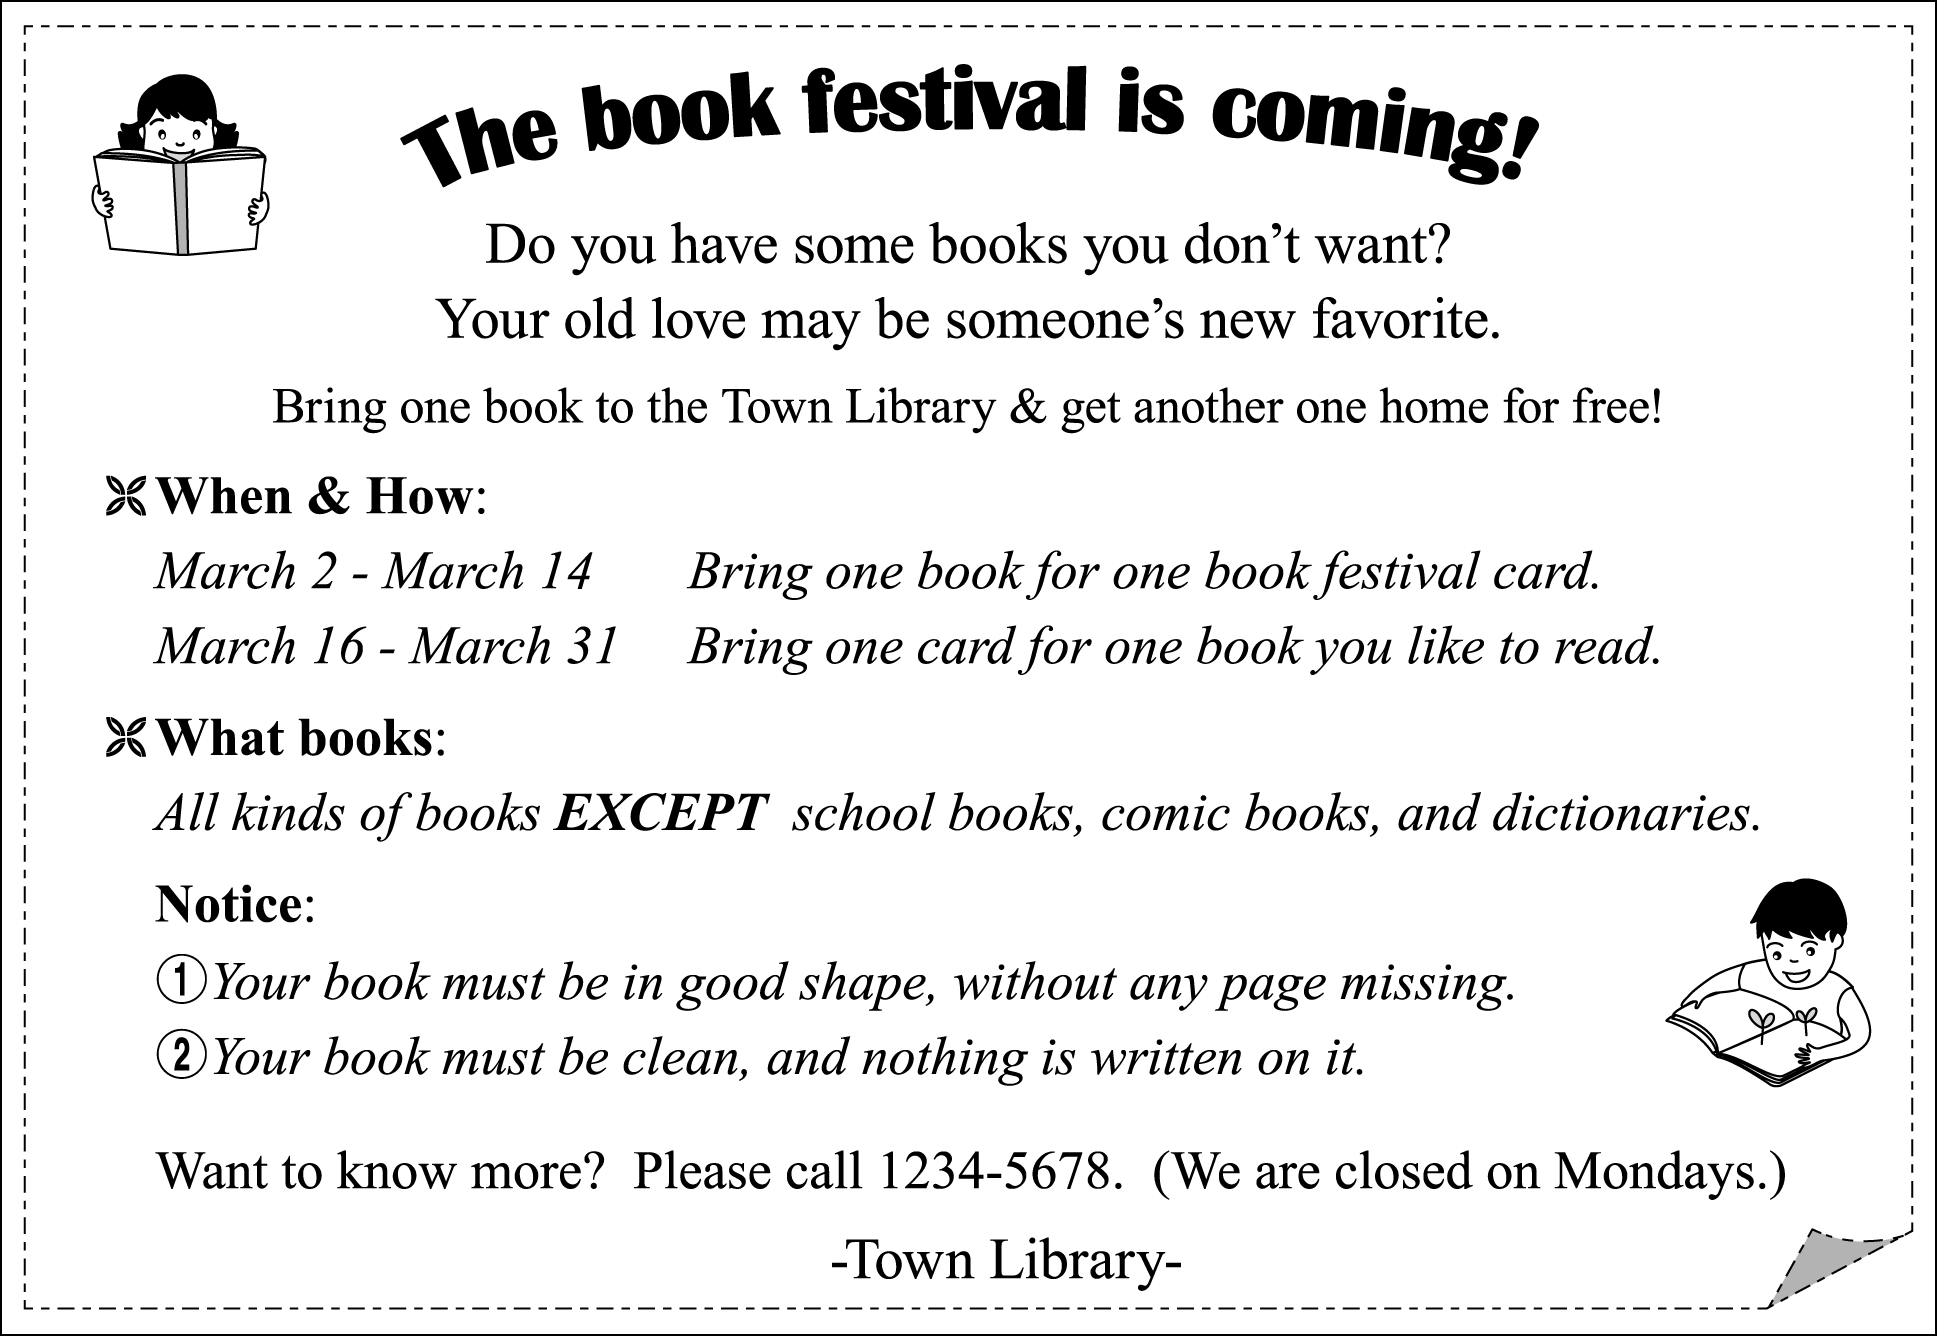 The book festival is coming!
Do you have some books you don’t want?
Your old love may be someone’s new favorite.
Bring one book to the Town Library & get another one home for free!
When & How:
March 2 - March 14 Bring one book for one book festival card.
March 16 - March 31 Bring one card for one book you like to read.
What books:
All kinds of books EXCEPT school books, comic books, and dictionaries.
Notice:
①Your book must be in good shape, without any page missing.
②Your book must be clean, and nothing is written on it.
Want to know more? Please call 1234-5678. (We are closed on Mondays.)
-Town Library-